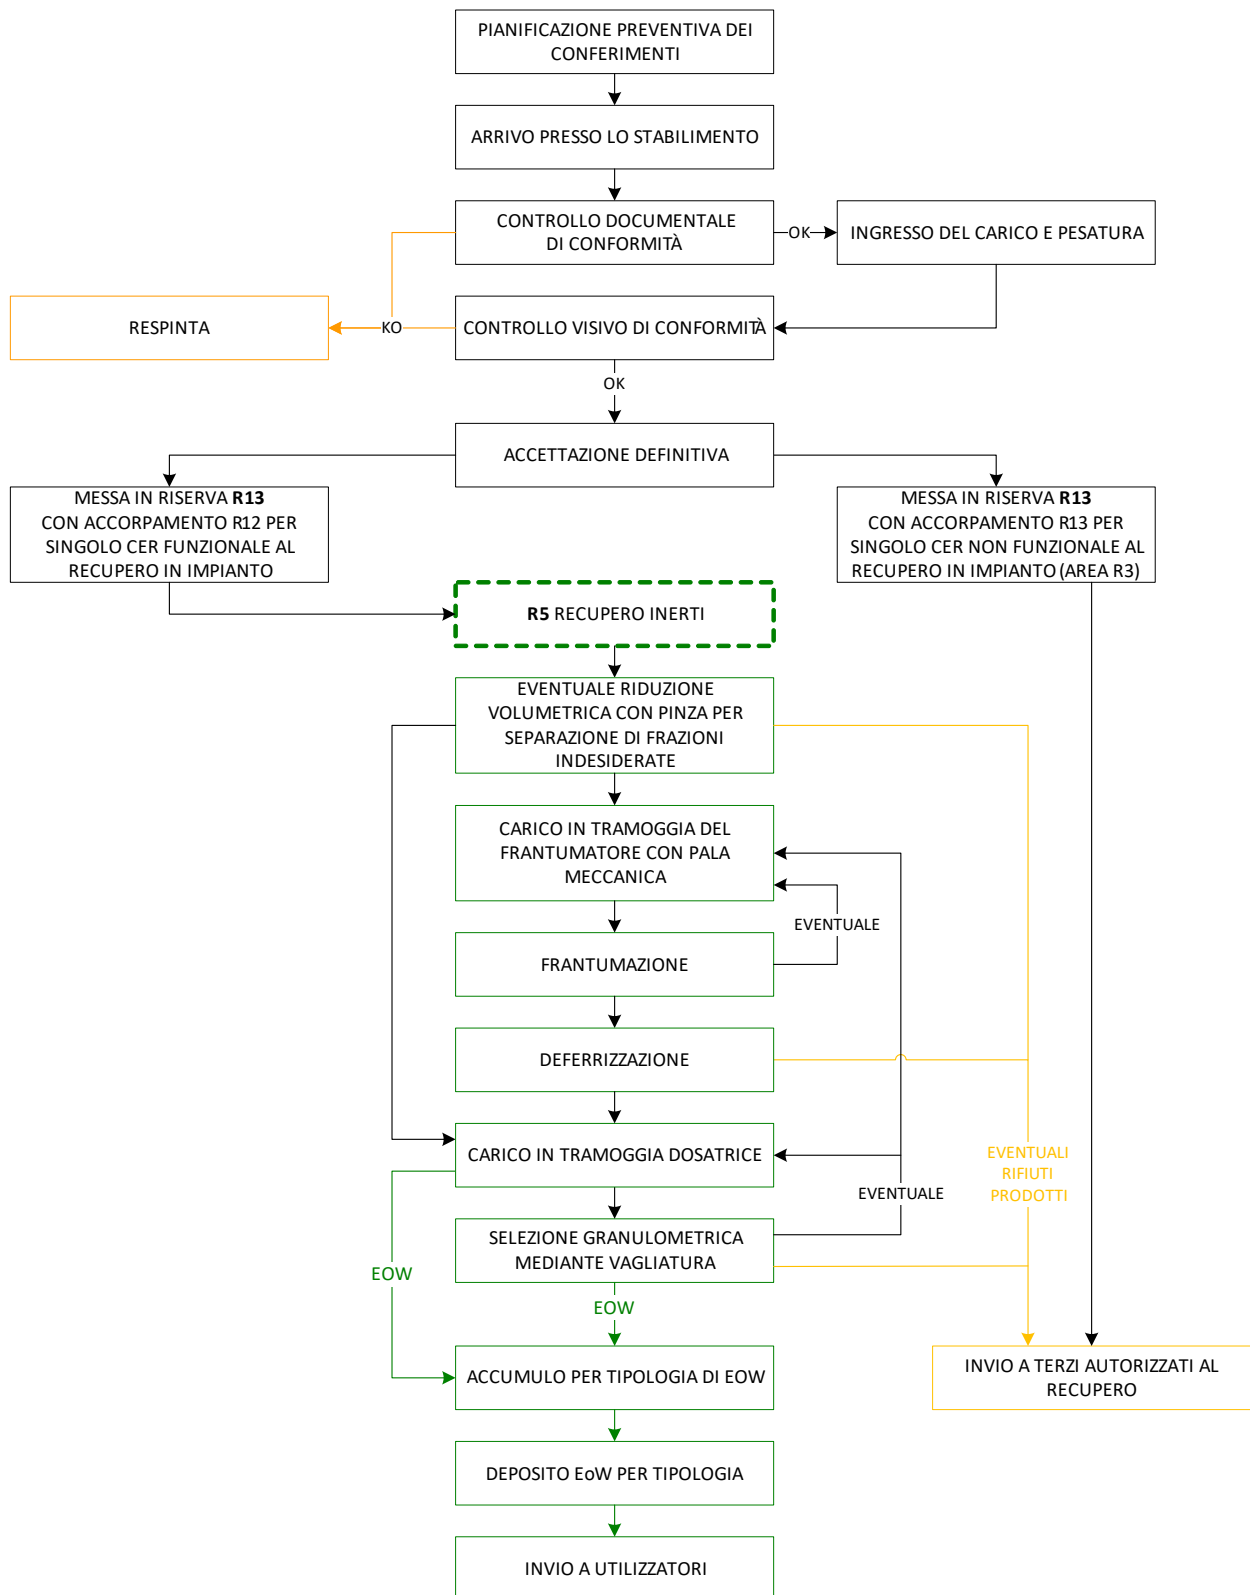 PIANIFICAZIONE PREVENTIVA DEI
CONFERIMENTI
ARRIVO PRESSO LO STABILIMENTO
CONTROLLO DOCUMENTALE
DI CONFORMITÀ
OK
INGRESSO DEL CARICO E PESATURA
RESPINTA
KO
CONTROLLO VISIVO DI CONFORMITÀ
OK
ACCETTAZIONE DEFINITIVA
MESSA IN RISERVA R13
CON ACCORPAMENTO R12 PER
SINGOLO CER FUNZIONALE AL
RECUPERO IN IMPIANTO
MESSA IN RISERVA R13
CON ACCORPAMENTO R13 PER
SINGOLO CER NON FUNZIONALE AL
RECUPERO IN IMPIANTO (AREA R3)
R5 RECUPERO INERTI
EVENTUALE RIDUZIONE
VOLUMETRICA CON PINZA PER
SEPARAZIONE DI FRAZIONI
INDESIDERATE
CARICO IN TRAMOGGIA DEL
FRANTUMATORE CON PALA
MECCANICA
EVENTUALE
FRANTUMAZIONE
DEFERRIZZAZIONE
CARICO IN TRAMOGGIA DOSATRICE
EVENTUALI
RIFIUTI
PRODOTTI
EVENTUALE
SELEZIONE GRANULOMETRICA
MEDIANTE VAGLIATURA
EOW
EOW
ACCUMULO PER TIPOLOGIA DI EOW
INVIO A TERZI AUTORIZZATI AL
RECUPERO
DEPOSITO EoW PER TIPOLOGIA
INVIO A UTILIZZATORI